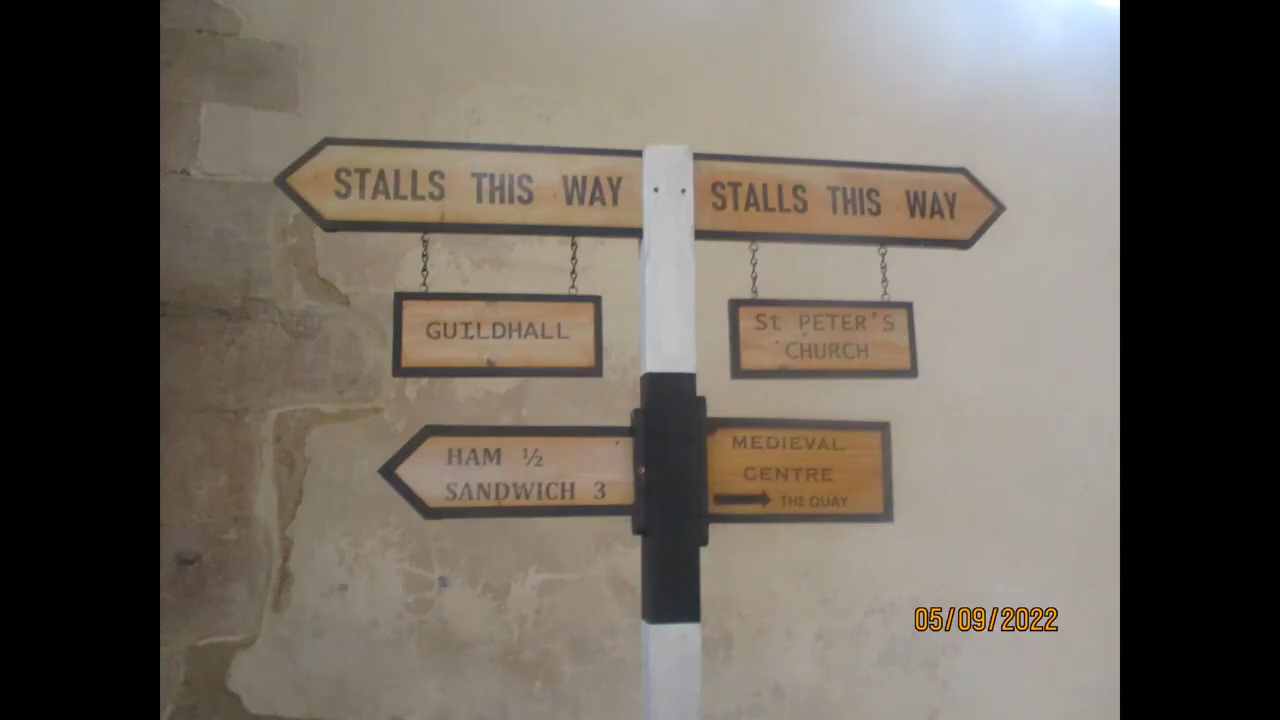 STALLS THIS WAY
STALLS THIS WAY
GUILDHALL
St PETER'S
CHURCH
HAM ½
SANDWICH 3
MEDIEVAL
CENTRE
THE QUAY
05/09/2022